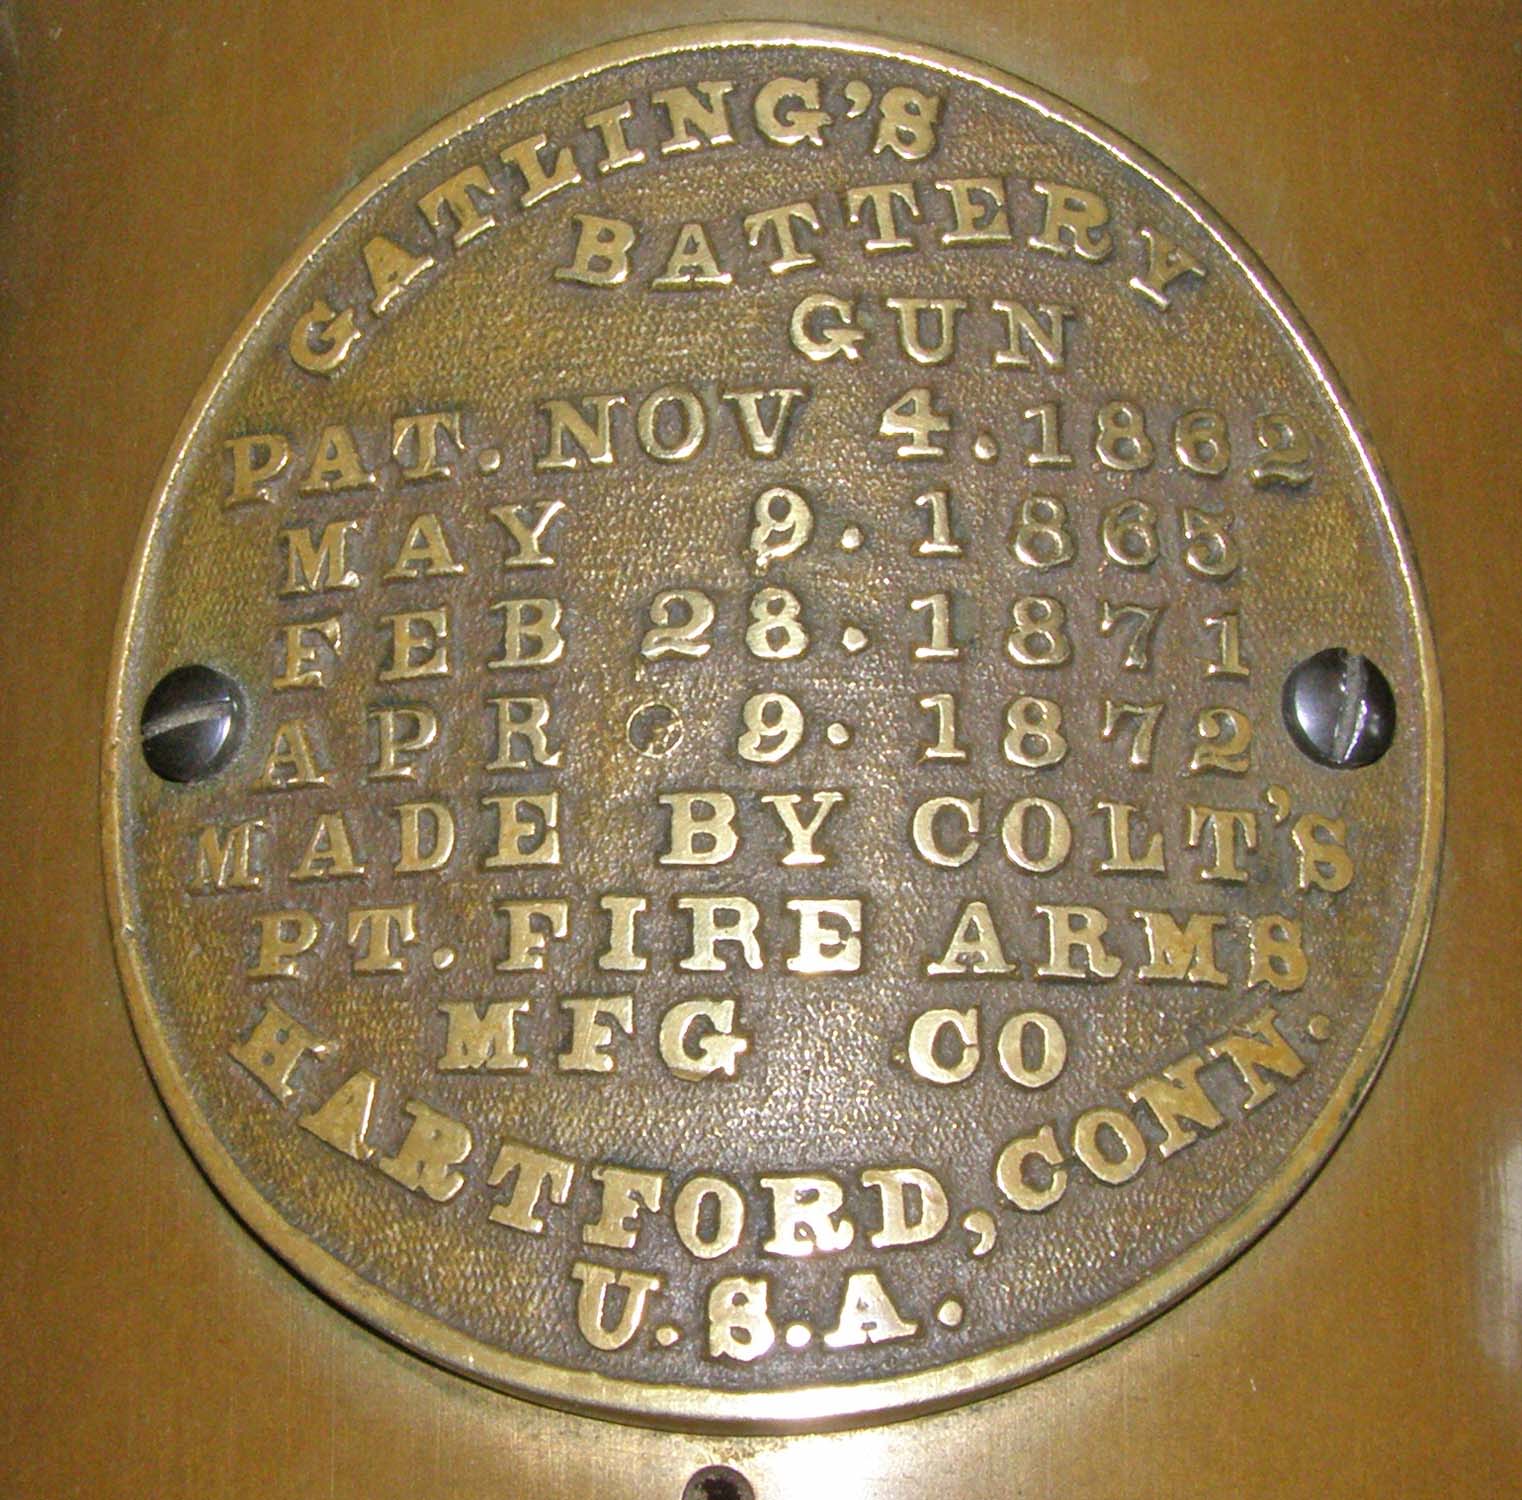 GATLING'S
BATTERY
GUN
PAT. NOV 4. 1862
MAY 9. 1865
FEB 28. 1871
APR 9. 1872
MADE BY COLT'S
PT. FIRE ARMS
MFG CO
HARTFORD, CONN.
U.S.A.